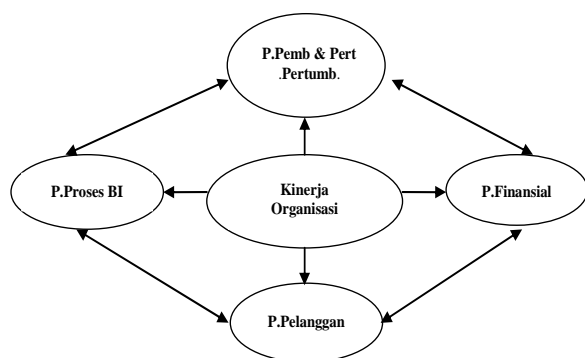 P.Pemb & Pert
.Pertumb.
P.Proses BI
Kinerja
Organisasi
P.Finansial
P.Pelanggan